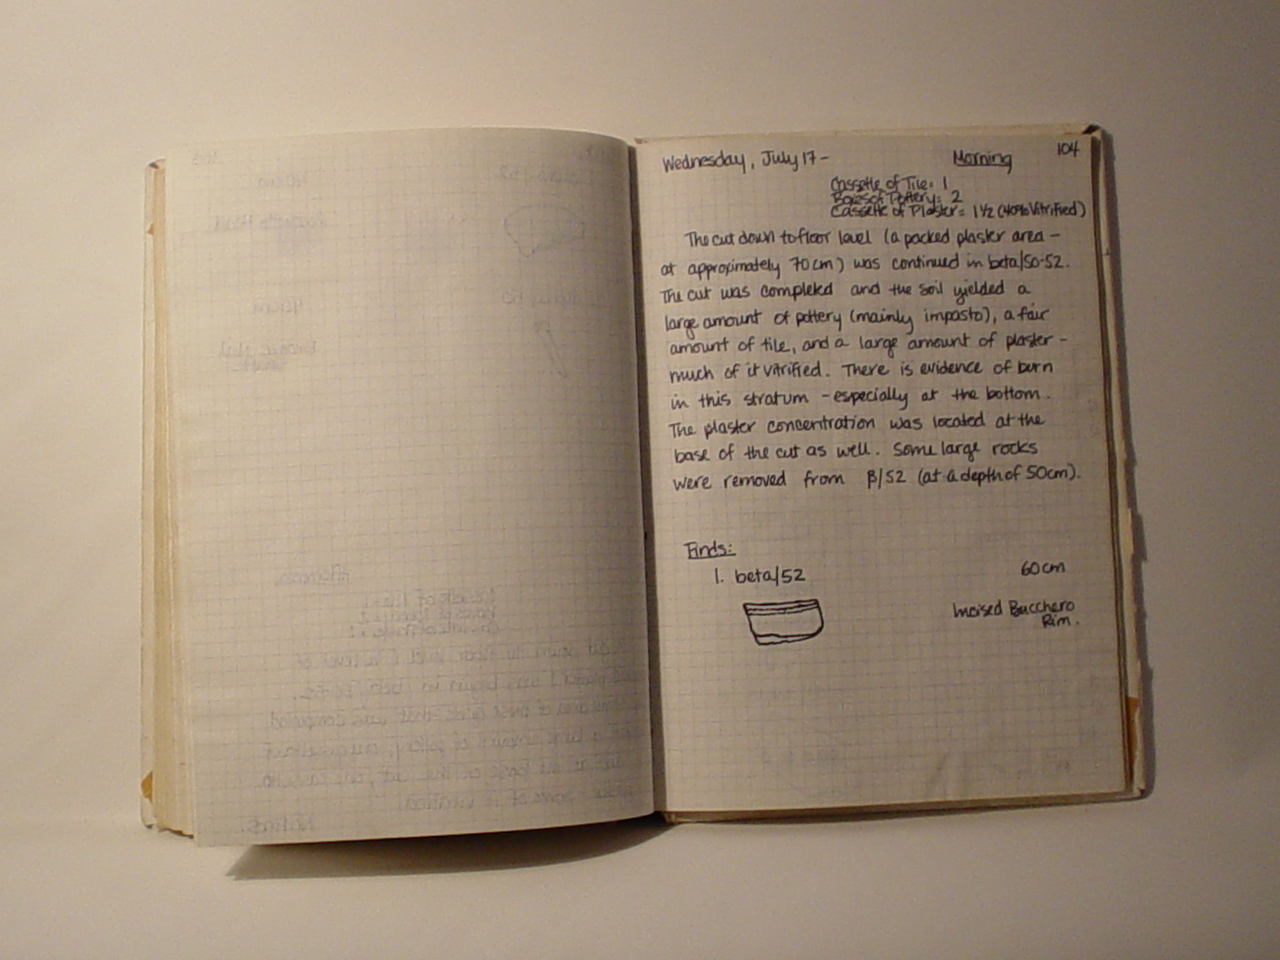 Wednesday, July 17 - Morning 104
Cassette of Tile: 1
Boxes of Pottery: 2
Cassette of Plaster: 1 1/2 (40% Vitrified)
The cut down to floor level (a packed plaster area -
at approximately 70 cm) was continued in beta/50-52.
The cut was completed and the soil yielded a
large amount of pottery (mainly impasto), a fair
amount of tile, and a large amount of plaster -
much of it vitrified. There is evidence of burn
in this stratum - especially at the bottom.
The plaster concentration was located at the
base of the cut as well. Some large rocks
were removed from β/52 (at a depth of 50cm).
Finds:
1. beta/52 60cm
Incised Bucchero
Rim.